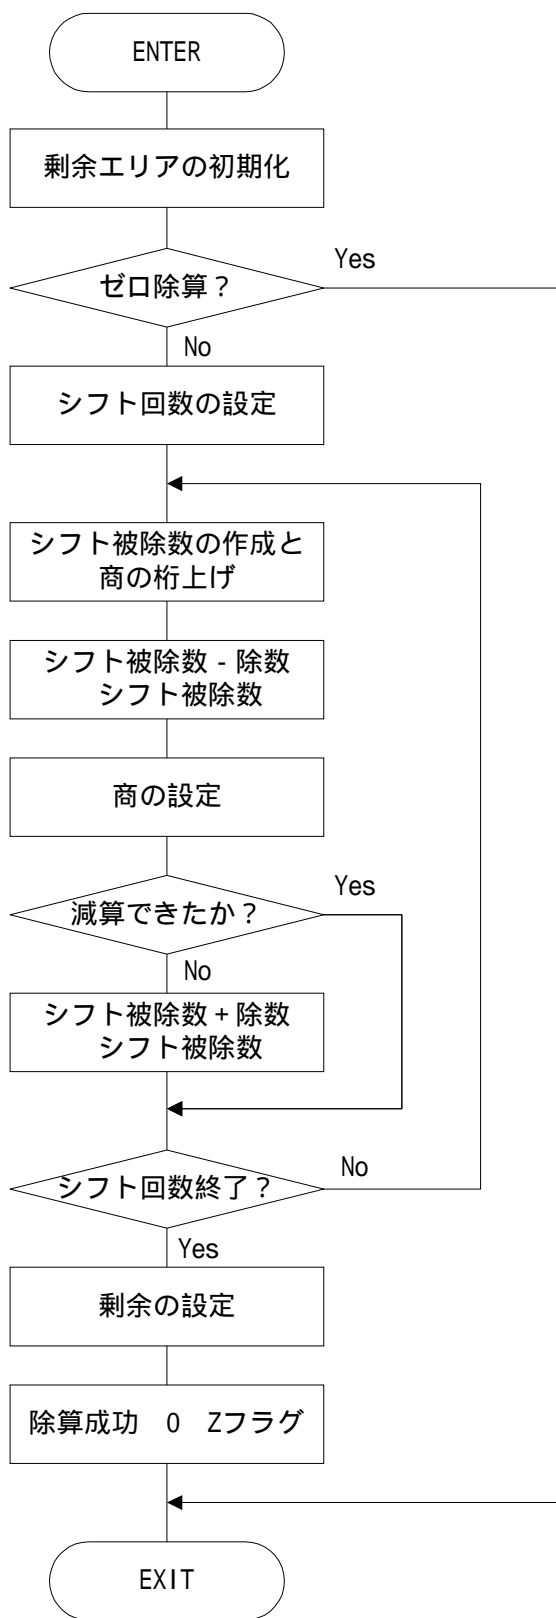 ENTER
剰余エリアの初期化
ゼロ除算？
Yes
No
シフト回数の設定
シフト被除数の作成と
商の桁上げ
シフト被除数 - 除数
シフト被除数
商の設定
減算できたか？
Yes
No
シフト被除数 + 除数
シフト被除数
シフト回数終了？
No
Yes
剰余の設定
除算成功　0　Zフラグ
EXIT